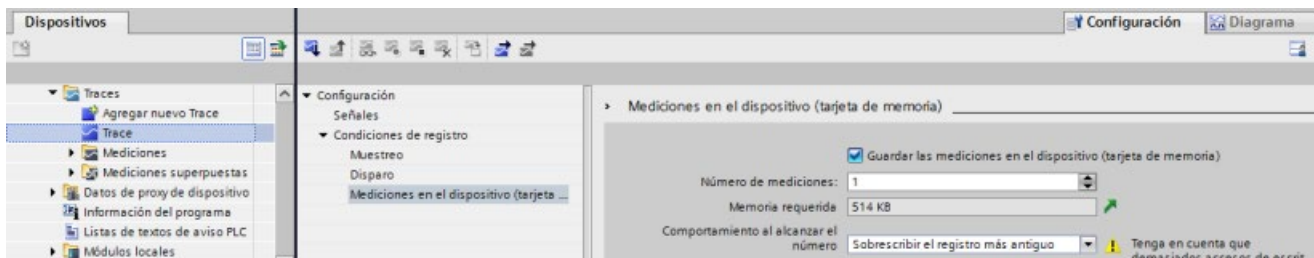 Dispositivos
Configuración
Diagrama
Traces
Agregar nuevo Trace
Trace
Mediciones
Mediciones superpuestas
Datos de proxy de dispositivo
Información del programa
Listas de textos de aviso PLC
Módulos locales
Configuración
Señales
Condiciones de registro
Muestreo
Disparo
Mediciones en el dispositivo (tarjeta ...
Mediciones en el dispositivo (tarjeta de memoria)
Guardar las mediciones en el dispositivo (tarjeta de memoria)
Número de mediciones: 1
Memoria requerida 514 KB
Comportamiento al alcanzar el
número Sobrescribir el registro más antiguo
Tenga en cuenta que
demasiados accesos de escrit